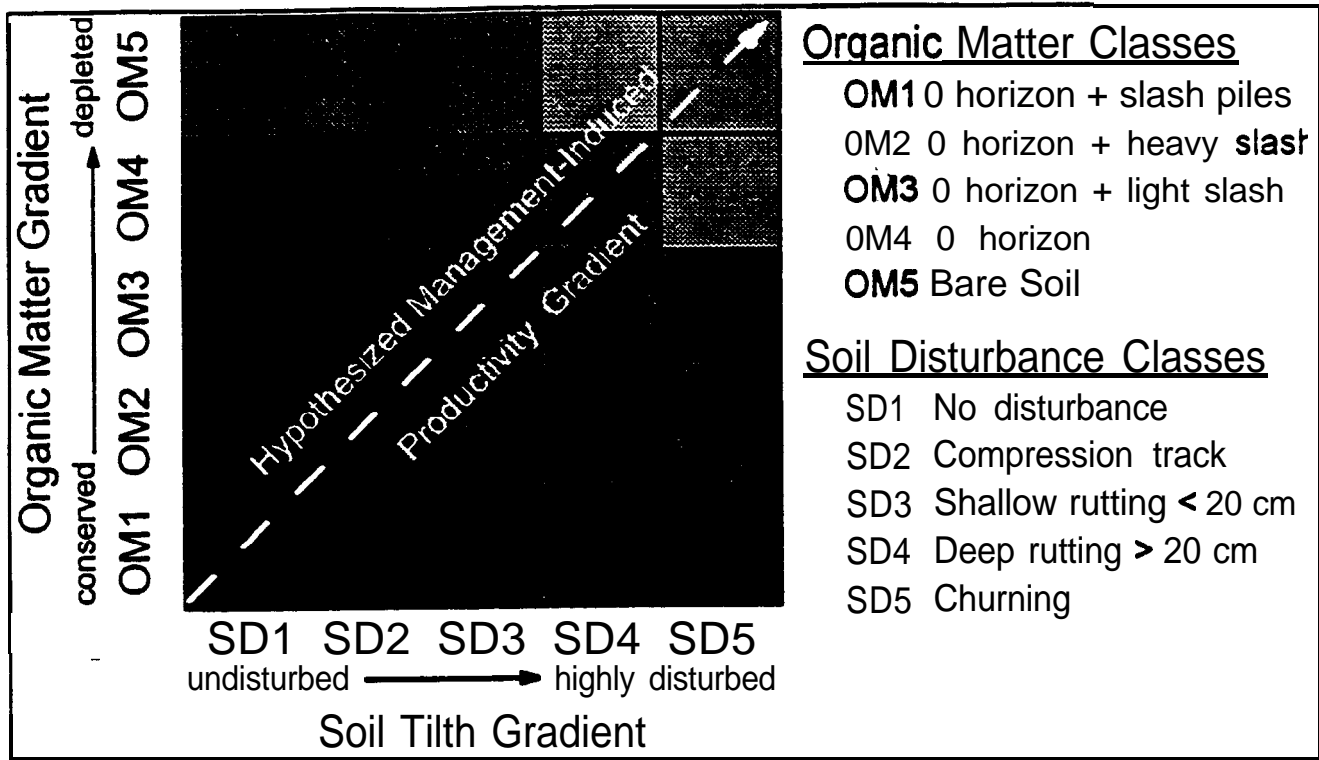 Organic Matter Gradient
conserved → depleted
OM1 OM2 OM3 OM4 OM5
Hypothesized Management-Induced
Productivity Gradient
SD1 SD2 SD3 SD4 SD5
undisturbed → highly disturbed
Soil Tilth Gradient
Organic Matter Classes
OM1 0 horizon + slash piles
0M2 0 horizon + heavy slash
OM3 0 horizon + light slash
0M4 0 horizon
OM5 Bare Soil
Soil Disturbance Classes
SD1 No disturbance
SD2 Compression track
SD3 Shallow rutting < 20 cm
SD4 Deep rutting > 20 cm
SD5 Churning